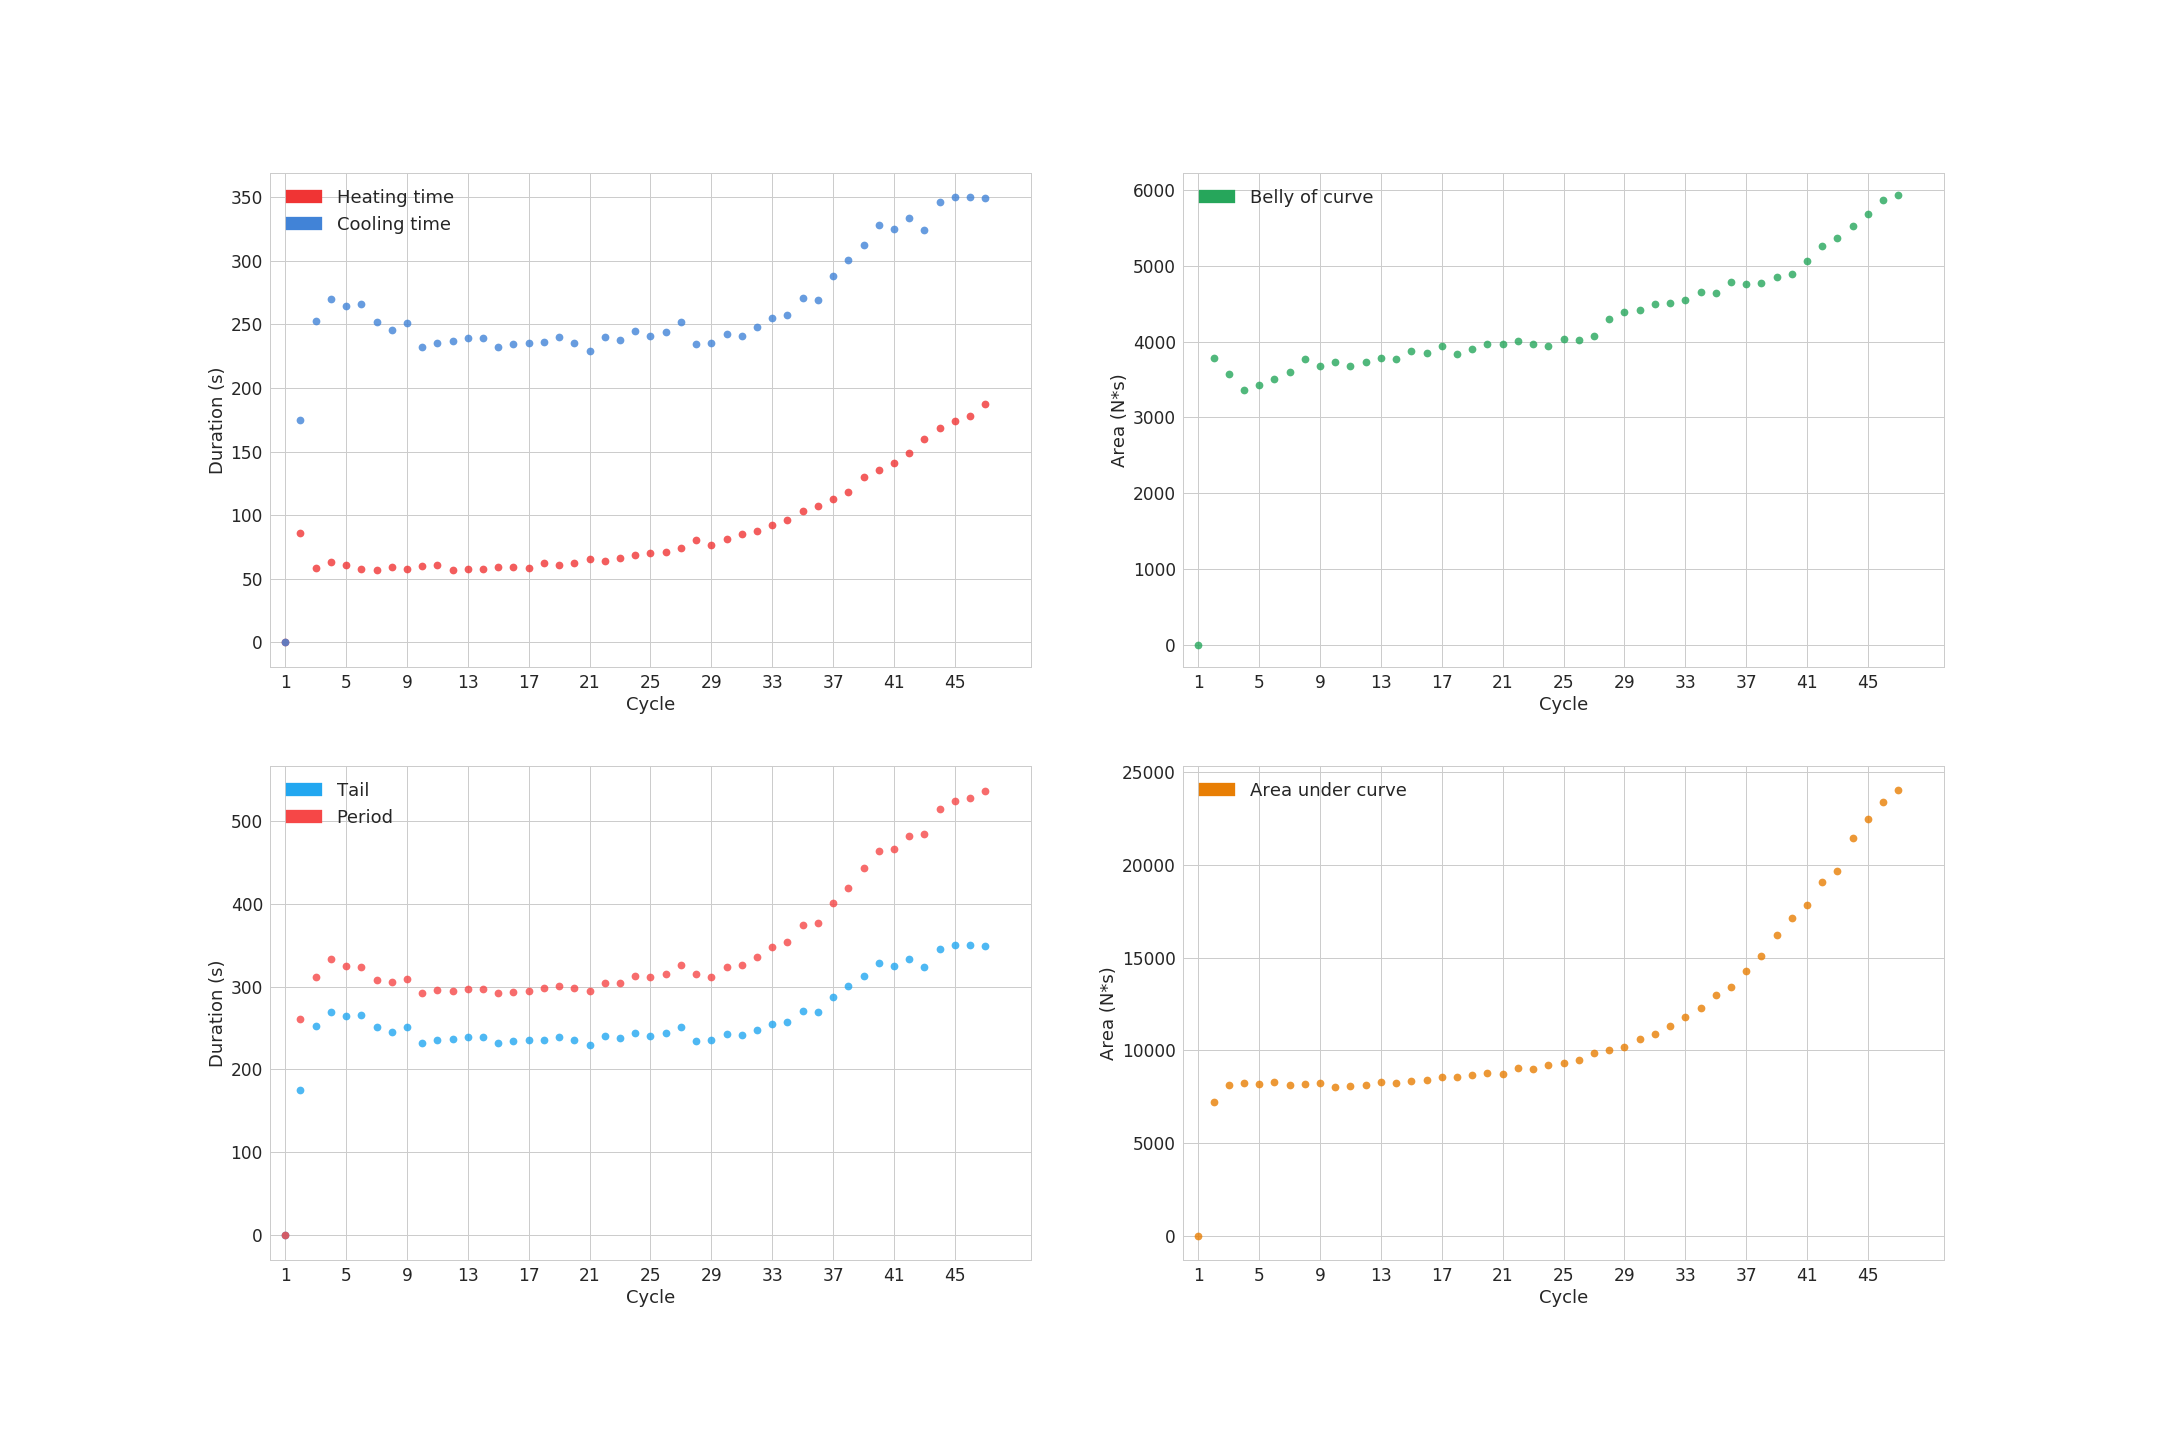 Heating time
Cooling time
350
300
250
200
150
100
50
0
Duration (s)
1 5 9 13 17 21 25 29 33 37 41 45
Cycle
Belly of curve
6000
5000
4000
3000
2000
1000
0
Area (N*s)
1 5 9 13 17 21 25 29 33 37 41 45
Cycle
Tail
Period
500
400
300
200
100
0
Duration (s)
1 5 9 13 17 21 25 29 33 37 41 45
Cycle
Area under curve
25000
20000
15000
10000
5000
0
Area (N*s)
1 5 9 13 17 21 25 29 33 37 41 45
Cycle